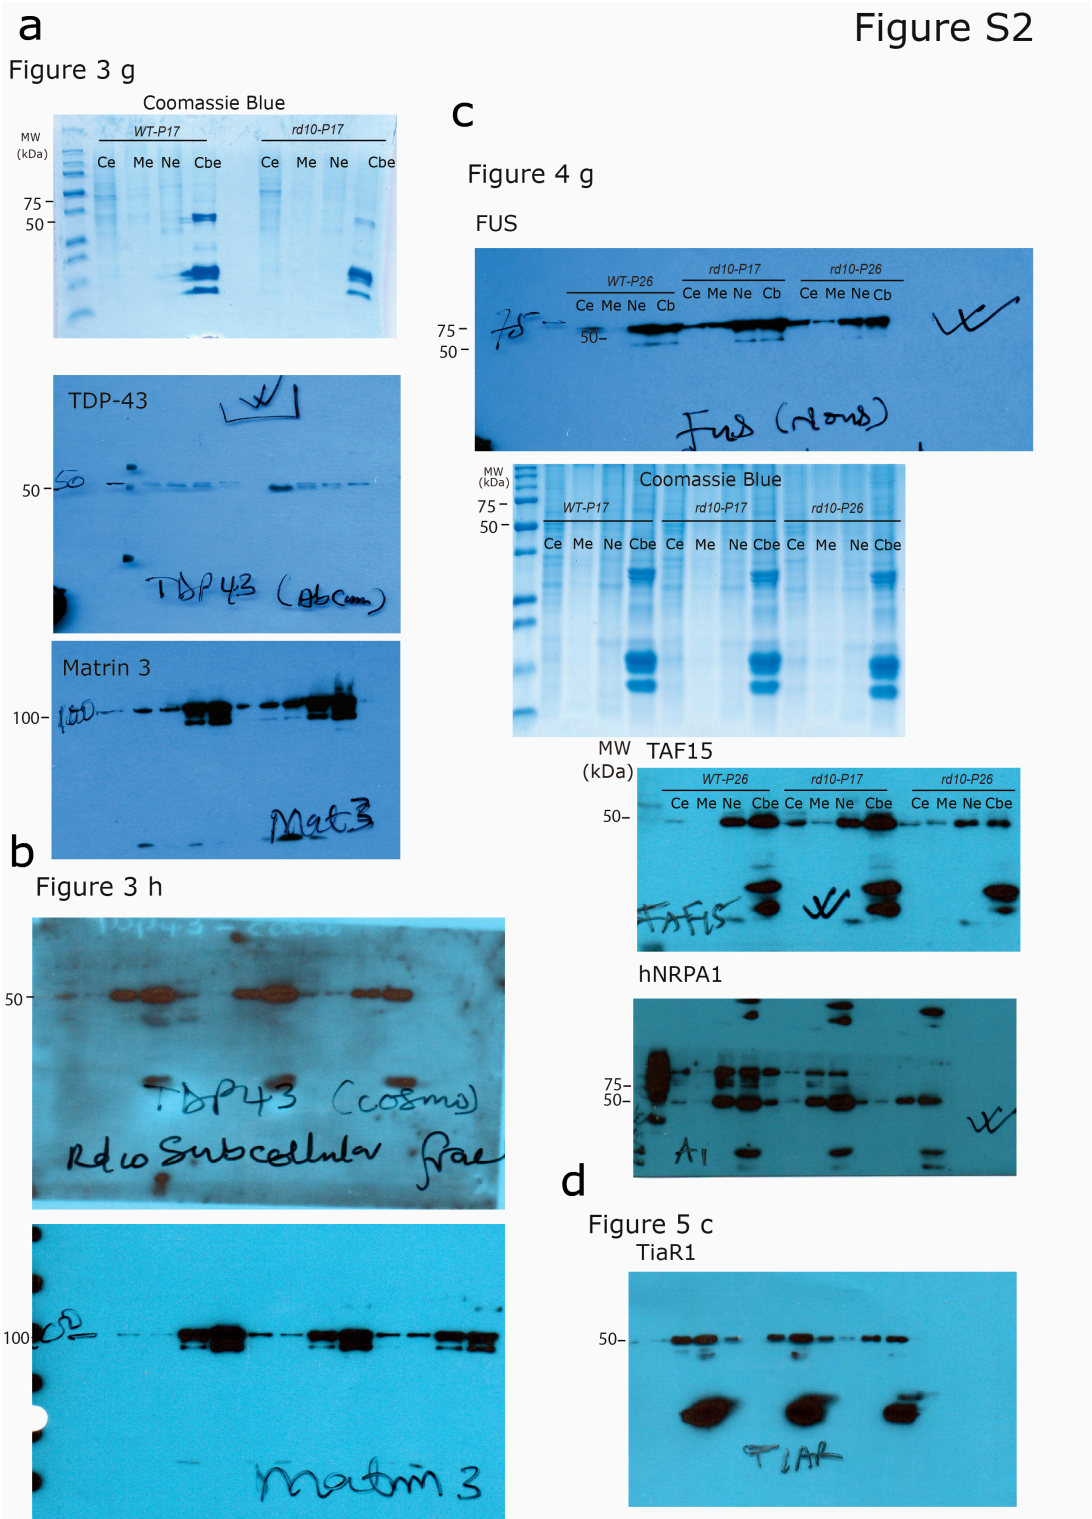 Figure S2
a
Figure 3 g
Coomassie Blue
MW
(kDa)
WT-P17 rd10-P17
Ce Me Ne Cbe Ce Me Ne Cbe
75
50
TDP-43
50
50
TDP43 (Abcam)
Matrin 3
100
100
Mat3
b
Figure 3 h
50
TDP43 (cosmo)
Rd10 Subcellular frac
100
Matrin 3
c
Figure 4 g
FUS
WT-P26 rd10-P17 rd10-P26
Ce Me Ne Cb Ce Me Ne Cb Ce Me Ne Cb
75
75
50
50
FUS
MW
(kDa)
Coomassie Blue
75
50
WT-P17 rd10-P17 rd10-P26
Ce Me Ne Cbe Ce Me Ne Cbe Ce Me Ne Cbe
MW
(kDa)
TAF15
WT-P26 rd10-P17 rd10-P26
Ce Me Ne Cbe Ce Me Ne Cbe Ce Me Ne Cbe
50
TAF15
hNRPA1
75
50
A1
d
Figure 5 c
TiaR1
50
TIAR